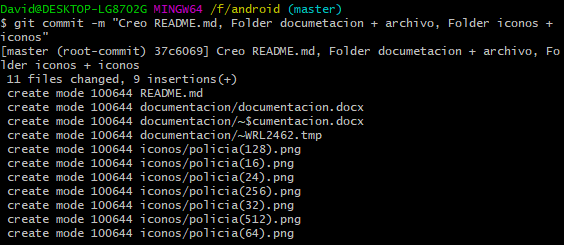 David@DESKTOP-LG87O2G MINGW64 /f/android (master)
$ git commit -m "Creo README.md, Folder documetacion + archivo, Folder iconos +
iconos"
[master (root-commit) 37c6069] Creo README.md, Folder documetacion + archivo, Fo
lder iconos + iconos
 11 files changed, 9 insertions(+)
 create mode 100644 README.md
 create mode 100644 documentacion/documentacion.docx
 create mode 100644 documentacion/~$cumentacion.docx
 create mode 100644 documentacion/~WRL2462.tmp
 create mode 100644 iconos/policia(128).png
 create mode 100644 iconos/policia(16).png
 create mode 100644 iconos/policia(24).png
 create mode 100644 iconos/policia(256).png
 create mode 100644 iconos/policia(32).png
 create mode 100644 iconos/policia(512).png
 create mode 100644 iconos/policia(64).png